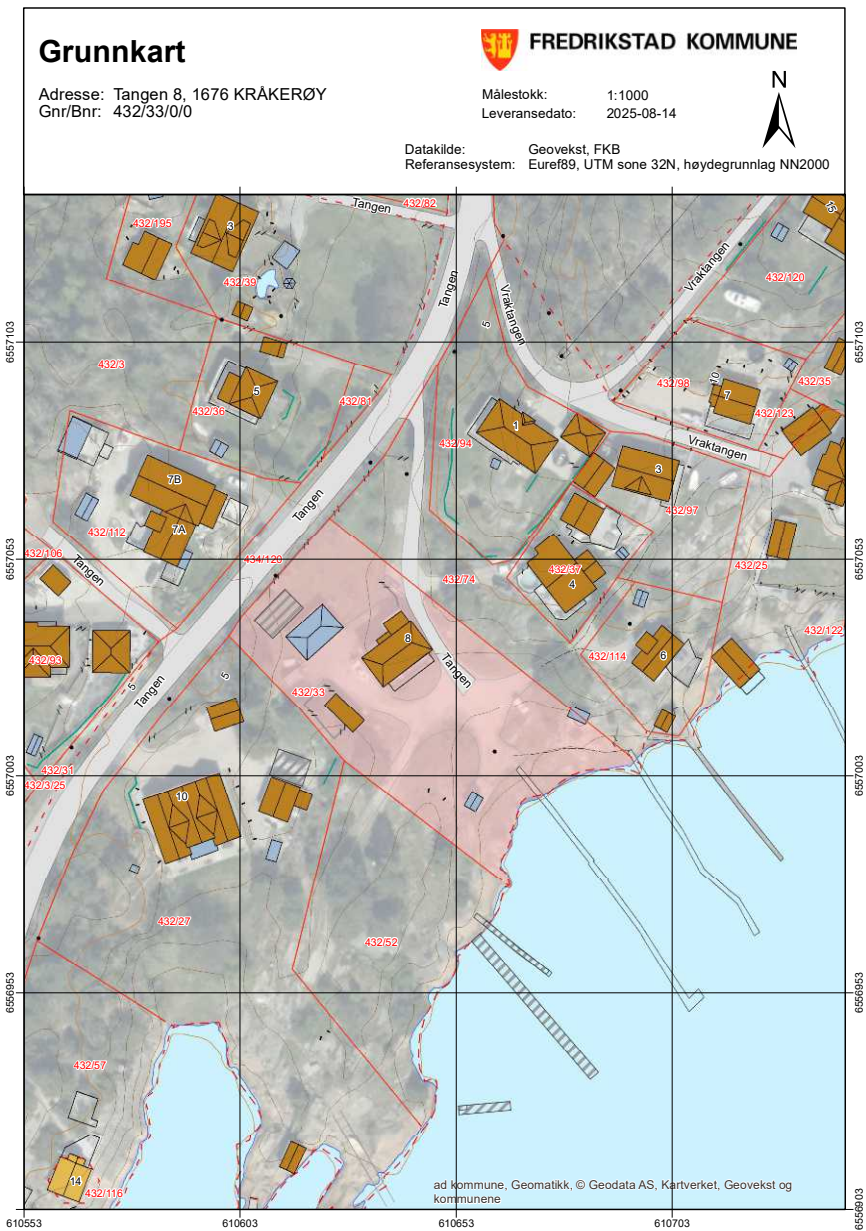 Grunnkart
FREDRIKSTAD KOMMUNE
Adresse: Tangen 8, 1676 KRÅKERØY
Gnr/Bnr: 432/33/0/0
Målestokk: 1:1000
Leveransedato: 2025-08-14
N
Datakilde: Geovekst, FKB
Referansesystem: Euref89, UTM sone 32N, høydegrunnlag NN2000
Tangen
432/82
432/195
3
15
432/39
Tangen
Vraktangen
432/120
Vraktangen
5
6557103
6557103
432/3
5
432/36
432/81
432/98
10
7
432/35
432/123
1
432/94
Vraktangen
3
7B
Tangen
432/97
7A
432/112
432/106
6557053
434/120
6557053
Tangen
432/74
432/37
4
432/25
432/122
8
432/93
432/114
6
5
5
Tangen
Tangen
432/33
432/31
6557003
432/3/25
6557003
10
432/27
432/52
6556953
6556953
432/57
14
432/116
ad kommune, Geomatikk, © Geodata AS, Kartverket, Geovekst og
kommunene
6556903
610553
610603
610653
610703